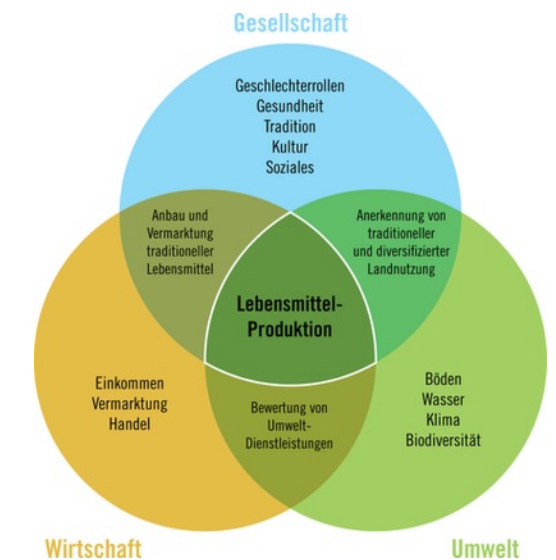 Gesellschaft
Geschlechterrollen
Gesundheit
Tradition
Kultur
Soziales
Anbau und
Vermarktung
traditioneller
Lebensmittel
Anerkennung von
traditioneller
und diversifizierter
Landnutzung
Lebensmittel-
Produktion
Einkommen
Vermarktung
Handel
Bewertung von
Umwelt-
Dienstleistungen
Böden
Wasser
Klima
Biodiversität
Wirtschaft
Umwelt